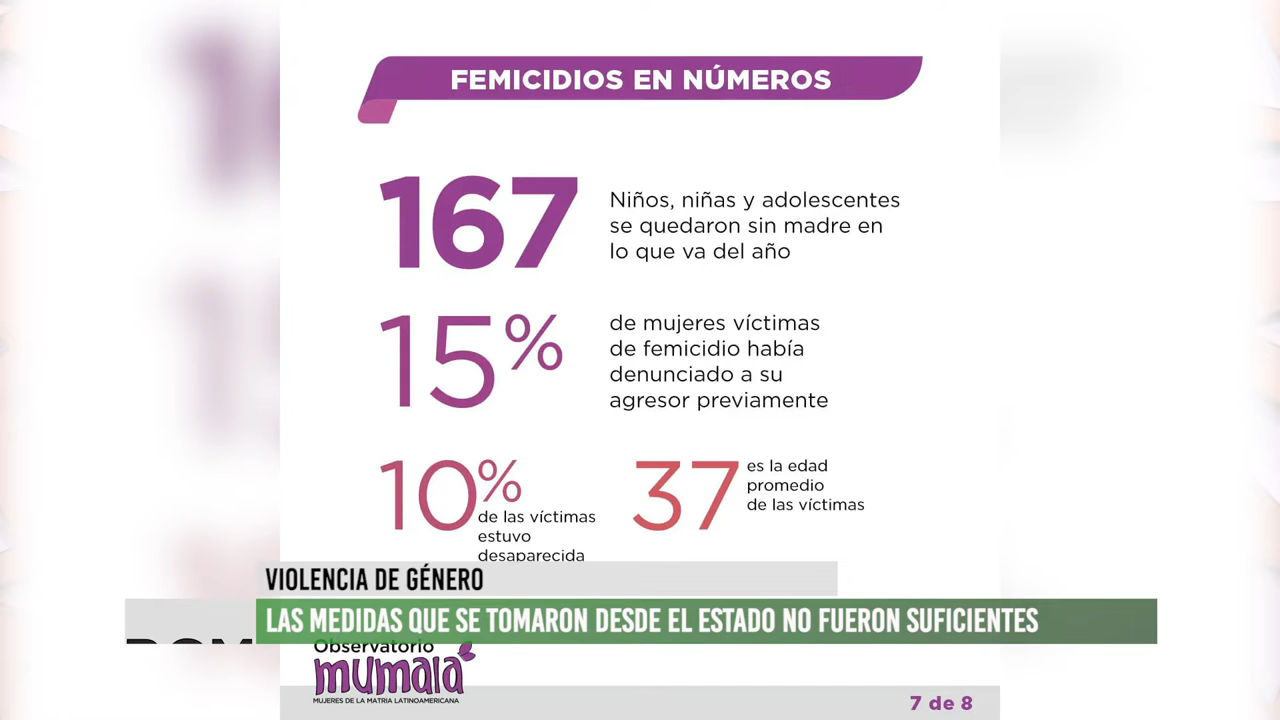 FEMICIDIOS EN NÚMEROS
167
Niños, niñas y adolescentes
se quedaron sin madre en
lo que va del año
15%
de mujeres víctimas
de femicidio había
denunciado a su
agresor previamente
10%
de las víctimas
estuvo
desaparecida
37
es la edad
promedio
de las víctimas
VIOLENCIA DE GÉNERO
LAS MEDIDAS QUE SE TOMARON DESDE EL ESTADO NO FUERON SUFICIENTES
Observatorio
mumalá
MUJERES DE LA MATRIA LATINOAMERICANA
7 de 8